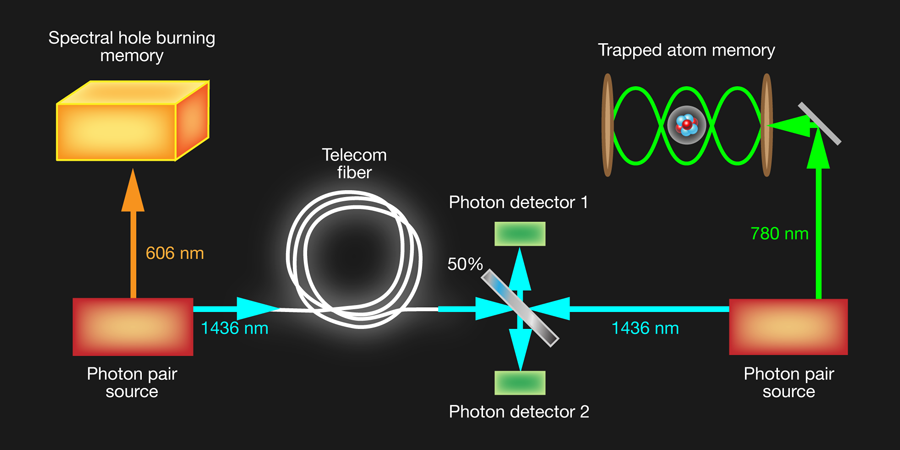 Spectral hole burning
memory
Trapped atom memory
Telecom
fiber
Photon detector 1
780 nm
606 nm
50%
1436 nm
1436 nm
Photon pair
source
Photon pair
source
Photon detector 2